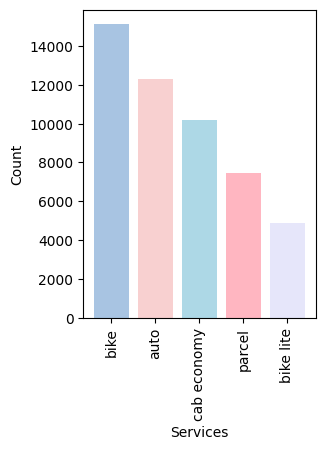 14000
12000
10000
8000
6000
4000
2000
0
Count
bike
auto
cab economy
parcel
bike lite
Services